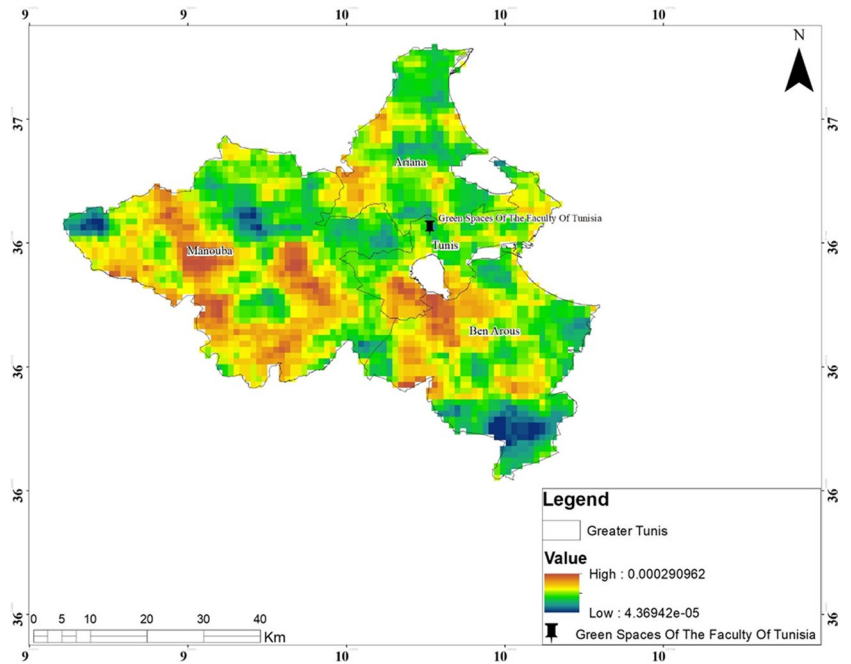 9 9 10 10 10
N
37 37
Ariana
Green Spaces Of The Faculty Of Tunisia
36 36
Tunis
Manouba
Ben Arous
36 36
36 36
Legend
Greater Tunis
Value
High : 0.000290962
Low : 4.36942e-05
Green Spaces Of The Faculty Of Tunisia
36 36
0 5 10 20 30 40
Km
9 9 10 10 10